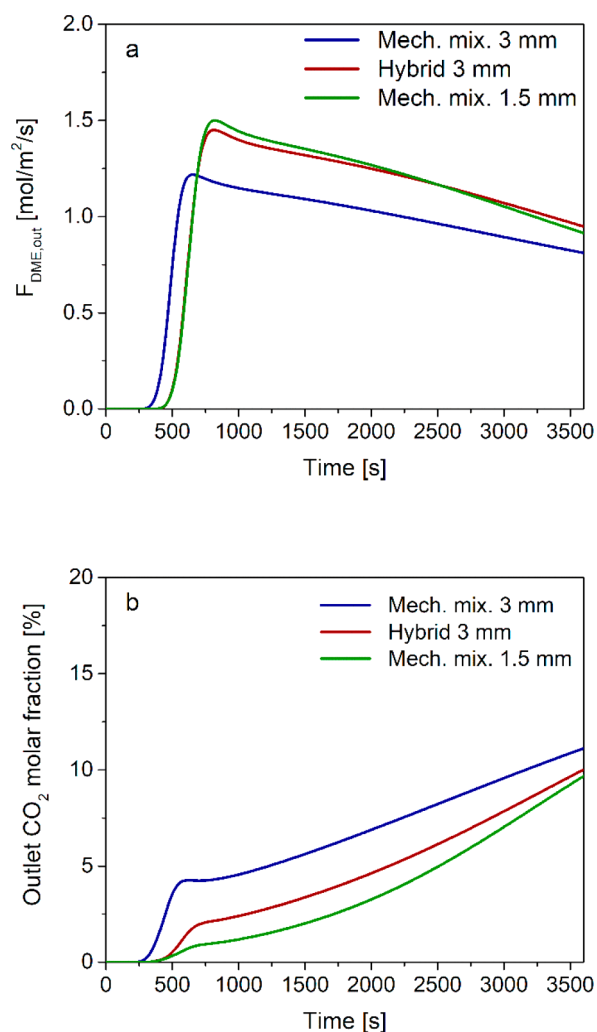 a
Mech. mix. 3 mm
Hybrid 3 mm
Mech. mix. 1.5 mm
2.0
1.5
1.0
0.5
0.0
F_DME,out [mol/m²/s]
0 500 1000 1500 2000 2500 3000 3500
Time [s]
b
Mech. mix. 3 mm
Hybrid 3 mm
Mech. mix. 1.5 mm
20
15
10
5
0
Outlet CO₂ molar fraction [%]
0 500 1000 1500 2000 2500 3000 3500
Time [s]